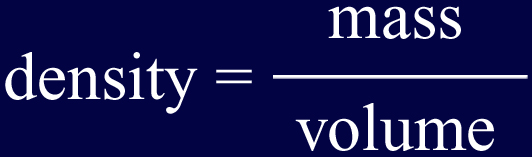 mass
density =
volume